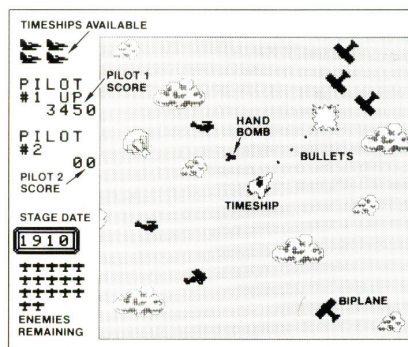 TIMESHIPS AVAILABLE
PILOT
#1 UP
3450
PILOT 1
SCORE
PILOT
#2
00
PILOT 2
SCORE
STAGE DATE
1910
ENEMIES
REMAINING
HAND
BOMB
BULLETS
TIMESHIP
BIPLANE